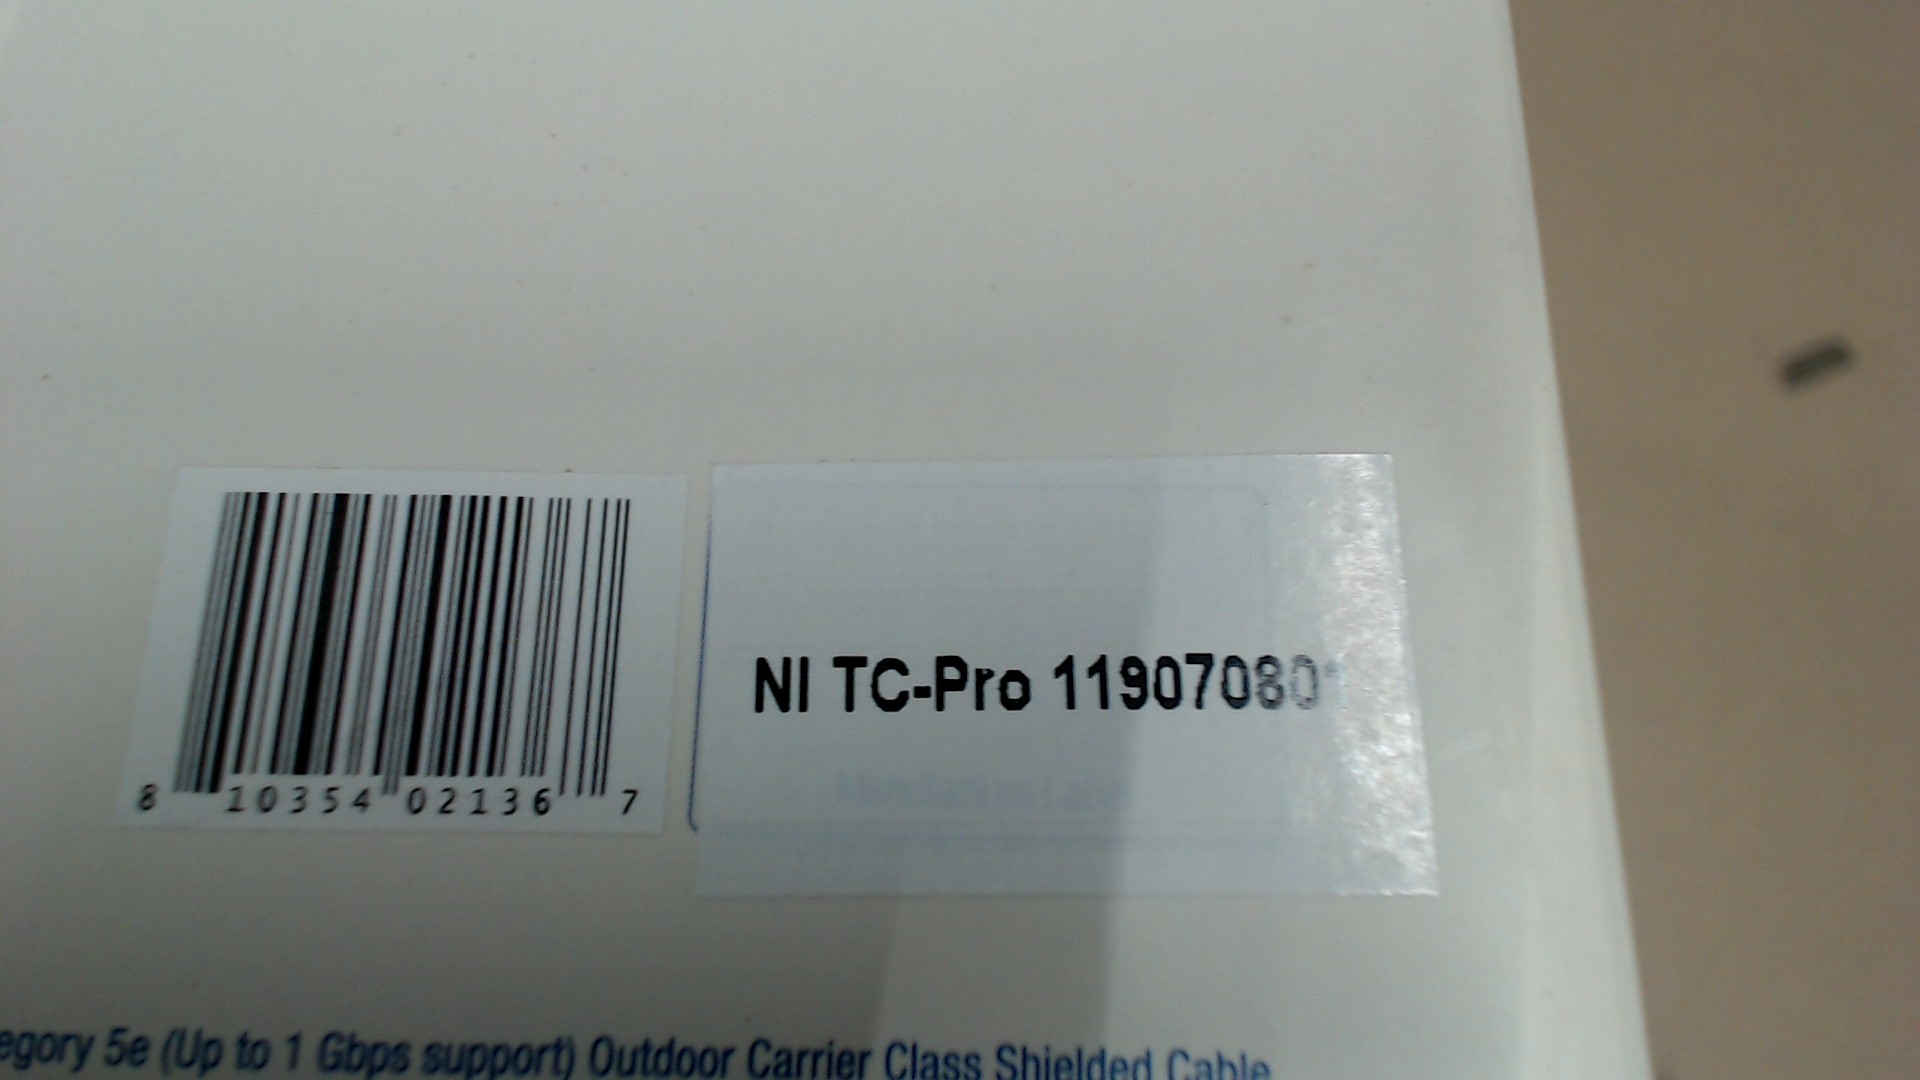 NI TC-Pro 119070801
8 10354 02136 7
egory 5e (Up to 1 Gbps support) Outdoor Carrier Class Shielded Cable